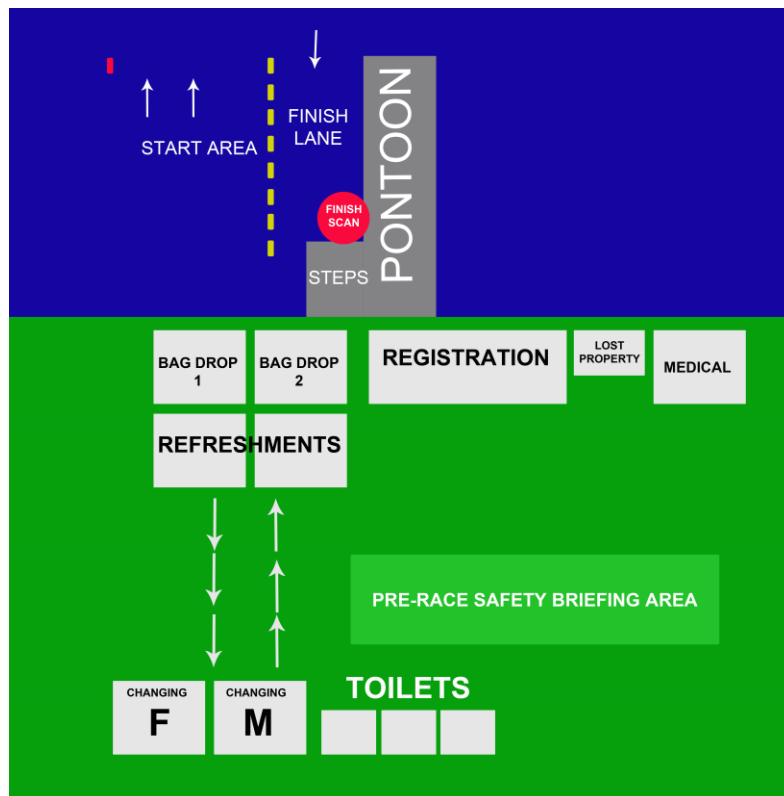 FINISH
LANE
START AREA
PONTOON
FINISH
SCAN
STEPS
BAG DROP
1
BAG DROP
2
REGISTRATION
LOST
PROPERTY
MEDICAL
REFRESHMENTS
PRE-RACE SAFETY BRIEFING AREA
CHANGING
F
CHANGING
M
TOILETS